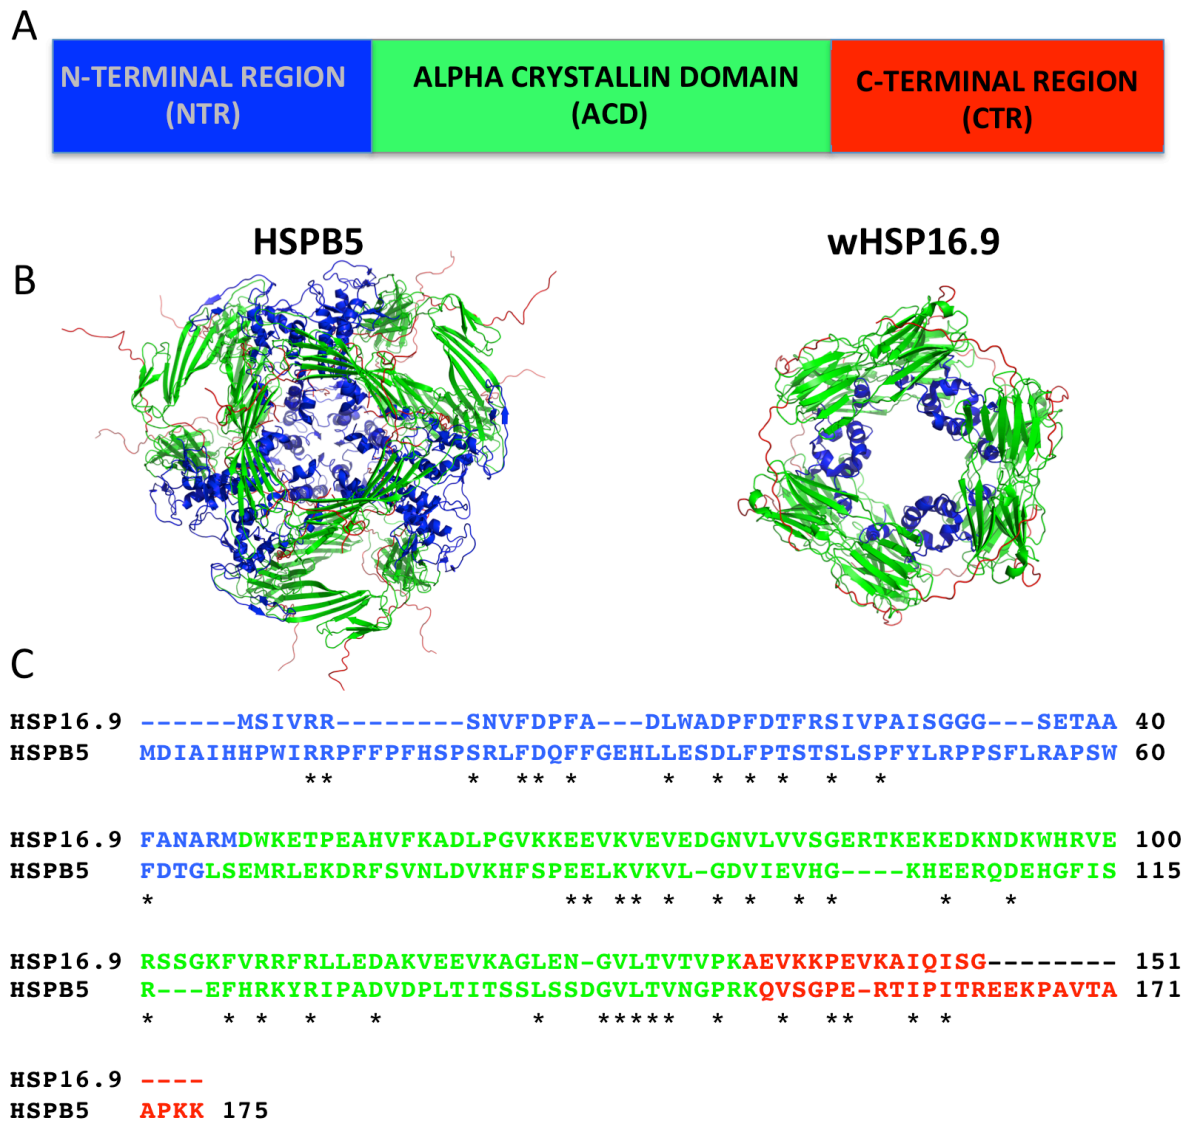 A
N-TERMINAL REGION
(NTR)
ALPHA CRYSTALLIN DOMAIN
(ACD)
C-TERMINAL REGION
(CTR)
HSPB5
wHSP16.9
B
C
HSP16.9 ------MSIVRR--------SNVFDPFA---DLWADPFDTFRSIVPAISGGG---SETAA 40
HSPB5 MDIAIHHPWIRRPFFPFHSPSRLFDQFFGEHLLESDLFPTSTSLSPFYLRPPSFLRAPSW 60
** * ** * * * * * * *
HSP16.9 FANARMDWKETPEAHVFKADLPGVKKEEVKVEVEDGNVLVVSGERTKEKEDKNDKWHRVE 100
HSPB5 FDTGLSEMRLEKDRFSVNLDVKHFSPEELKVKVL-GDVIEVHG----KHEERQDEHGFIS 115
* ** ** * * * * * * *
HSP16.9 RSSGKFVRRFRLLEDAKVEEVKAGLEN-GVLTVTVPKAEVKKPEVKAIQISG-------- 151
HSPB5 R---EFHRKYRIPADVDPLTITSSLSSDGVLTVNGPRKQVSGPE-RTIPITREEKPAVTA 171
* * * * * * ***** * * ** * *
HSP16.9 ----
HSPB5 APKK 175